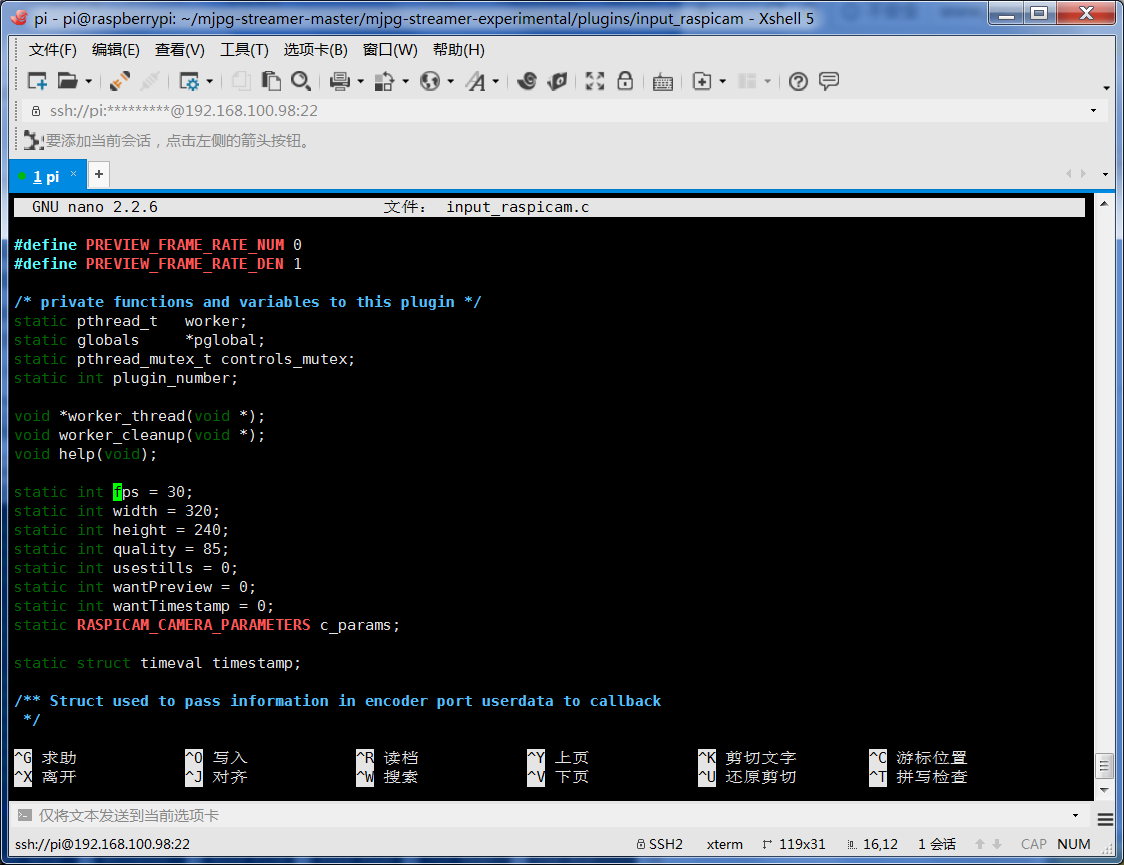 pi - pi@raspberrypi: ~/mjpg-streamer-master/mjpg-streamer-experimental/plugins/input_raspicam - Xshell 5
文件(F) 编辑(E) 查看(V) 工具(T) 选项卡(B) 窗口(W) 帮助(H)
ssh://pi:*********@192.168.100.98:22
要添加当前会话，点击左侧的箭头按钮。
1 pi × +
GNU nano 2.2.6 文件： input_raspicam.c
#define PREVIEW_FRAME_RATE_NUM 0
#define PREVIEW_FRAME_RATE_DEN 1
/* private functions and variables to this plugin */
static pthread_t   worker;
static globals     *pglobal;
static pthread_mutex_t controls_mutex;
static int plugin_number;
void *worker_thread(void *);
void worker_cleanup(void *);
void help(void);
static int fps = 30;
static int width = 320;
static int height = 240;
static int quality = 85;
static int usestills = 0;
static int wantPreview = 0;
static int wantTimestamp = 0;
static RASPICAM_CAMERA_PARAMETERS c_params;
static struct timeval timestamp;
/** Struct used to pass information in encoder port userdata to callback
 */
^G 求助 ^O 写入 ^R 读档 ^Y 上页 ^K 剪切文字 ^C 游标位置
^X 离开 ^J 对齐 ^W 搜索 ^V 下页 ^U 还原剪切 ^T 拼写检查
仅将文本发送到当前选项卡
ssh://pi@192.168.100.98:22 SSH2 xterm 119x31 16,12 1 会话 CAP NUM